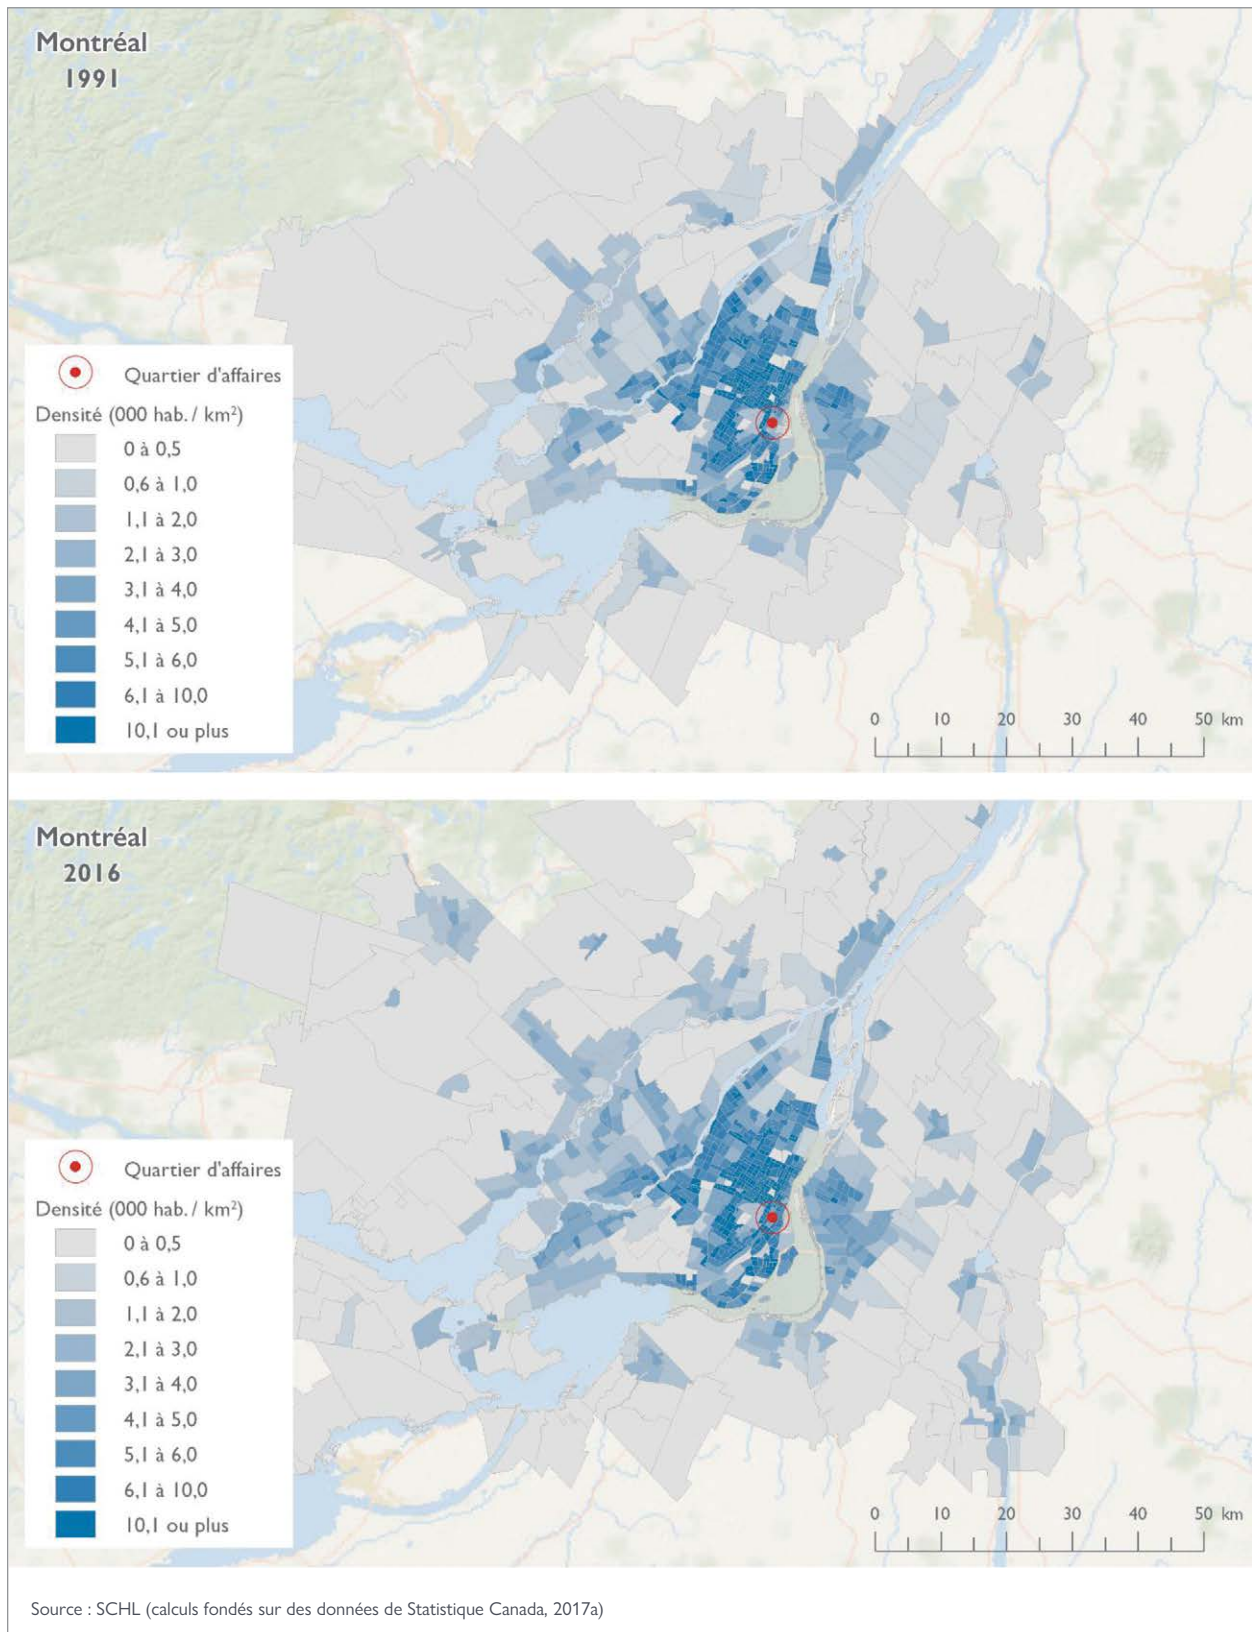 Montréal
1991
Quartier d'affaires
Densité (000 hab. / km²)
0 à 0,5
0,6 à 1,0
1,1 à 2,0
2,1 à 3,0
3,1 à 4,0
4,1 à 5,0
5,1 à 6,0
6,1 à 10,0
10,1 ou plus
0 10 20 30 40 50 km
Montréal
2016
Quartier d'affaires
Densité (000 hab. / km²)
0 à 0,5
0,6 à 1,0
1,1 à 2,0
2,1 à 3,0
3,1 à 4,0
4,1 à 5,0
5,1 à 6,0
6,1 à 10,0
10,1 ou plus
0 10 20 30 40 50 km
Source : SCHL (calculs fondés sur des données de Statistique Canada, 2017a)